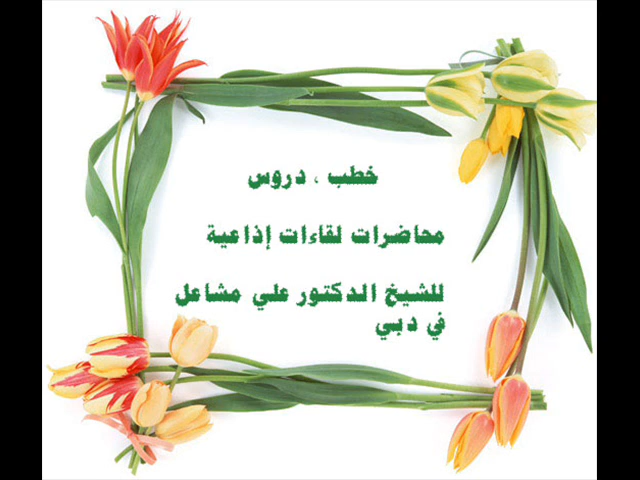 خطب ، دروس
محاضرات لقاءات إذاعية
للشيخ الدكتور علي مشاعل
في دبي